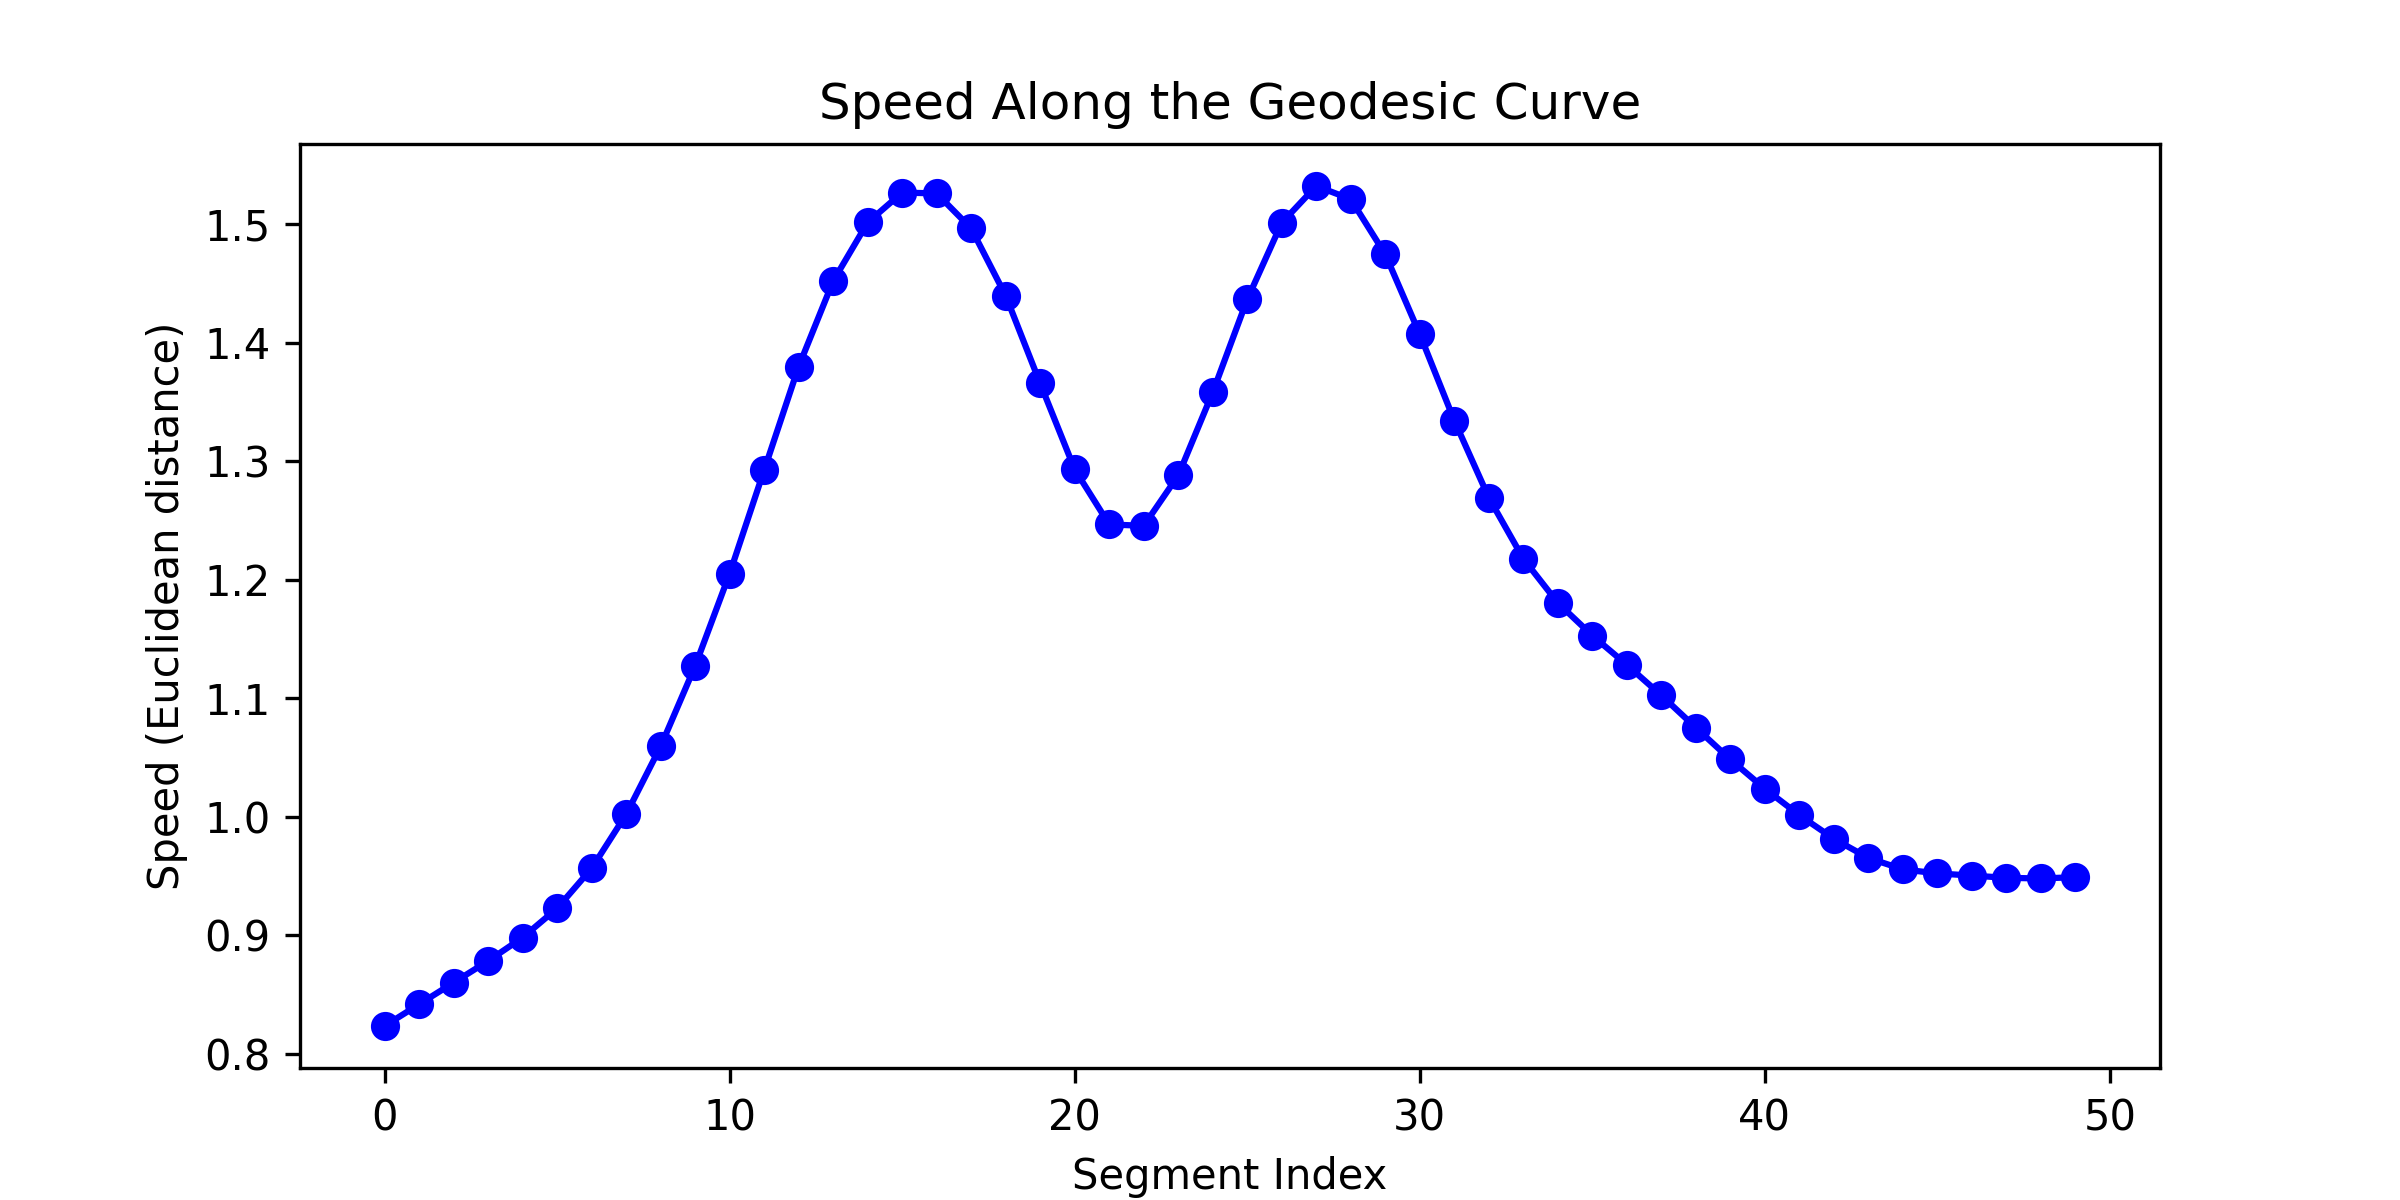 Speed Along the Geodesic Curve
Speed (Euclidean distance)
1.5
1.4
1.3
1.2
1.1
1.0
0.9
0.8
0 10 20 30 40 50
Segment Index